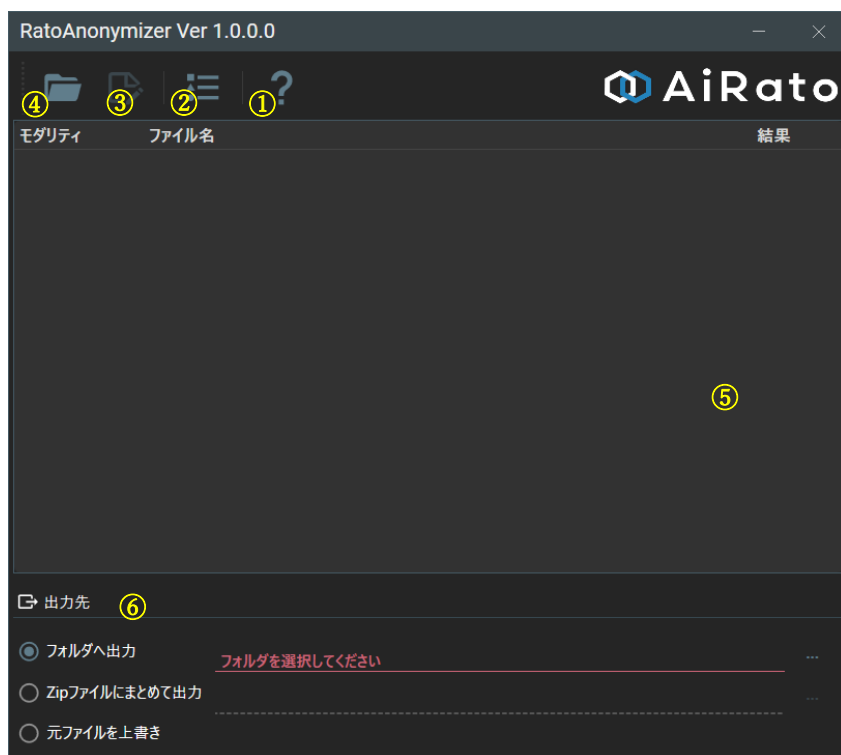 RatoAnonymizer Ver 1.0.0.0
④ ③ ② ① ? AiRato
モダリティ ファイル名 結果
⑤
出力先 ⑥
フォルダへ出力 フォルダを選択してください ...
Zipファイルにまとめて出力 ...
元ファイルを上書き